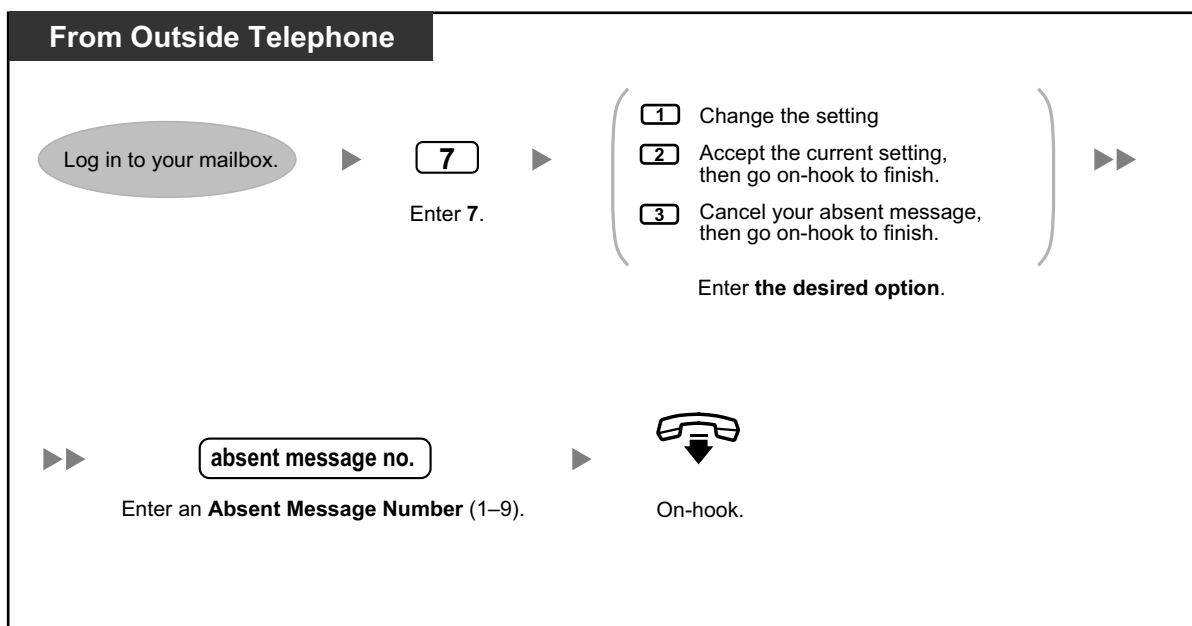 From Outside Telephone
Log in to your mailbox.
7
Enter 7.
1 Change the setting
2 Accept the current setting,
then go on-hook to finish.
3 Cancel your absent message,
then go on-hook to finish.
Enter the desired option.
absent message no.
Enter an Absent Message Number (1–9).
On-hook.